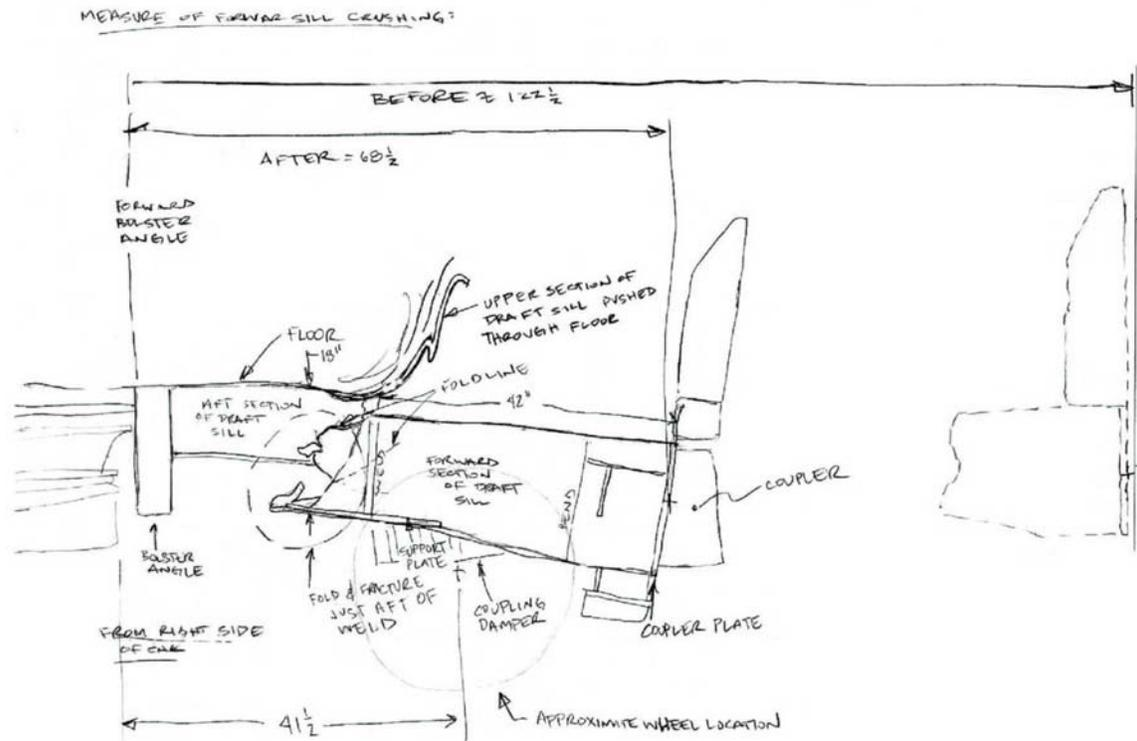 MEASURE OF FORWAR SILL CRUSHING:
BEFORE ≈ 122 1/2
AFTER = 68 1/2
FORWARD
BOLSTER
ANGLE
UPPER SECTION OF
DRAFT SILL PUSHED
THROUGH FLOOR
FLOOR
18"
FOLD LINE
42"
AFT SECTION
OF DRAFT
SILL
WELD
FORWARD
SECTION
OF DRAFT
SILL
BEND
COUPLER
BOLSTER
ANGLE
SUPPORT
PLATE
FOLD & FRACTURE
JUST AFT OF
WELD
COUPLING
DAMPER
COUPLER PLATE
FROM RIGHT SIDE
OF CAR
41 1/2
APPROXIMATE WHEEL LOCATION